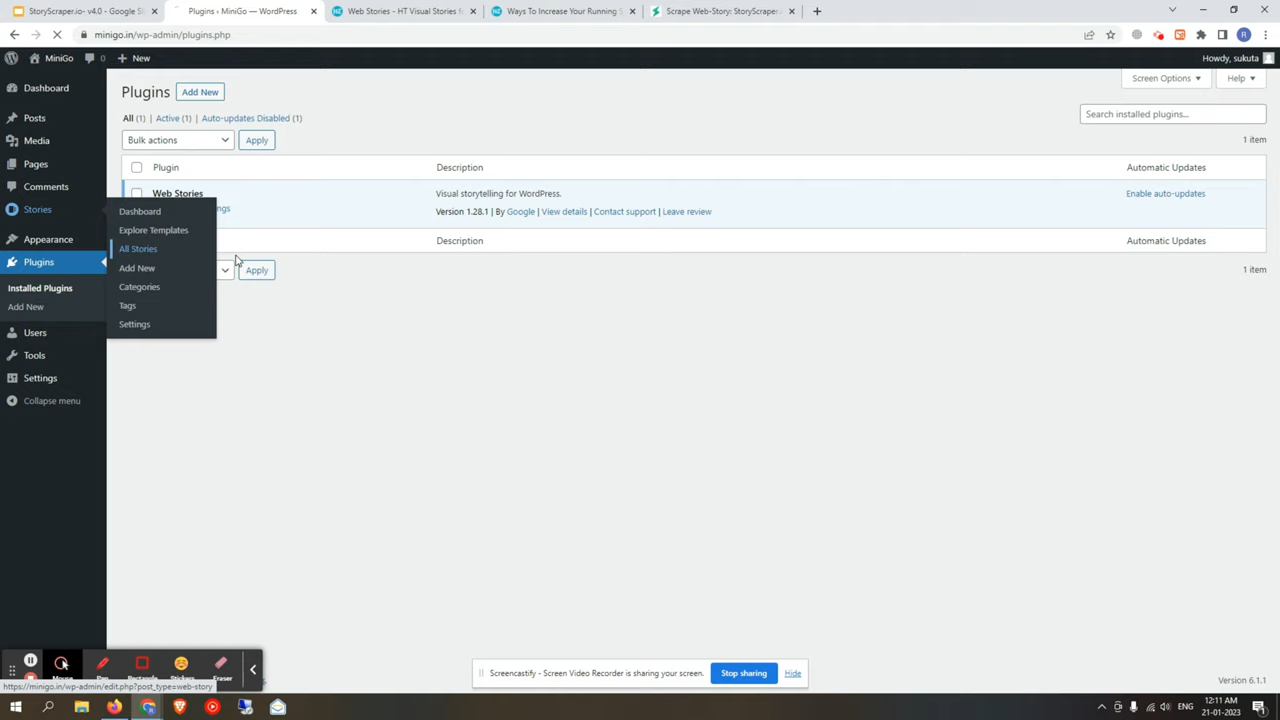 StoryScraper.io- v4.0 - Google Sl
Plugins ‹ MiniGo — WordPress
Web Stories - HT Visual Stories f
Ways To Increase Your Running S
Scrape Web-Story: StoryScraper.
minigo.in/wp-admin/plugins.php
R
MiniGo
0
New
Howdy, sukuta
Dashboard
Posts
Media
Pages
Comments
Stories
Appearance
Plugins
Installed Plugins
Add New
Users
Tools
Settings
Collapse menu
Dashboard
Explore Templates
All Stories
Add New
Categories
Tags
Settings
Plugins
Add New
Screen Options
Help
All (1) | Active (1) | Auto-updates Disabled (1)
Search installed plugins...
Bulk actions
Apply
1 item
Plugin
Description
Automatic Updates
Web Stories
Visual storytelling for WordPress.
Enable auto-updates
ngs
Version 1.28.1 | By Google | View details | Contact support | Leave review
Description
Automatic Updates
Apply
1 item
Mouse
Pen
Rectangle
Stickers
Eraser
https://minigo.in/wp-admin/edit.php?post_type=web-story
Screencastify - Screen Video Recorder is sharing your screen.
Stop sharing
Hide
Version 6.1.1
ENG
12:11 AM
21-01-2023
1